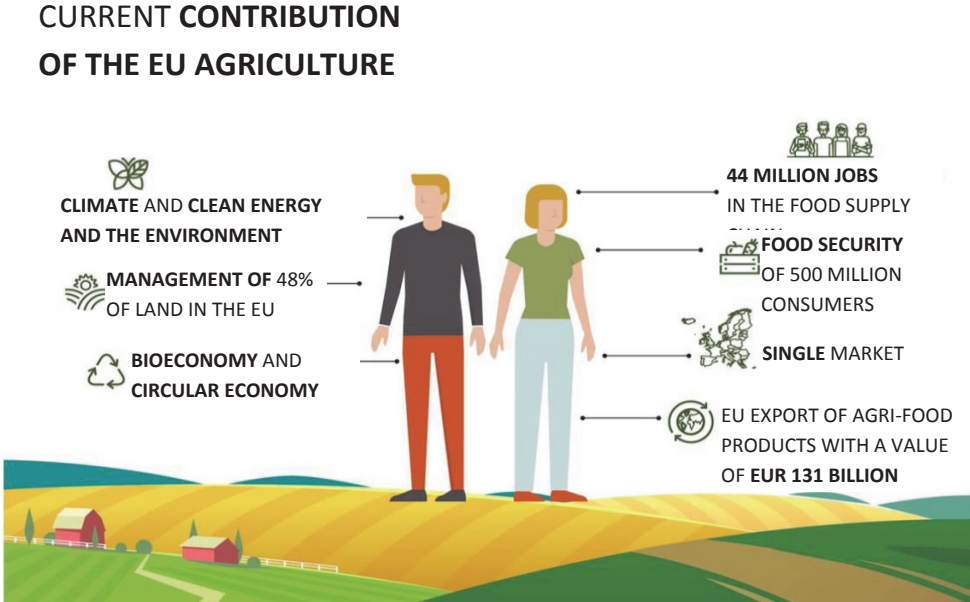 CURRENT CONTRIBUTION
OF THE EU AGRICULTURE
CLIMATE AND CLEAN ENERGY
AND THE ENVIRONMENT
MANAGEMENT OF 48%
OF LAND IN THE EU
BIOECONOMY AND
CIRCULAR ECONOMY
44 MILLION JOBS
IN THE FOOD SUPPLY
FOOD SECURITY
OF 500 MILLION
CONSUMERS
SINGLE MARKET
EU EXPORT OF AGRI-FOOD
PRODUCTS WITH A VALUE
OF EUR 131 BILLION